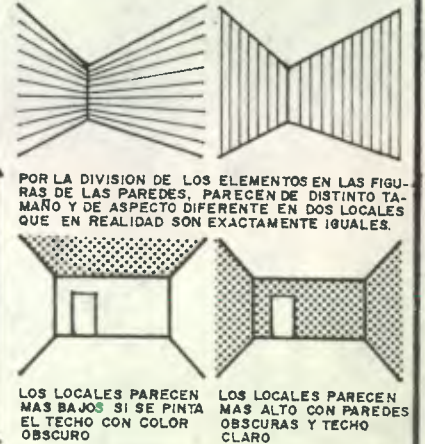 POR LA DIVISION DE LOS ELEMENTOS EN LAS FIGU-
RAS DE LAS PAREDES, PARECEN DE DISTINTO TA-
MAÑO Y DE ASPECTO DIFERENTE EN DOS LOCALES
QUE EN REALIDAD SON EXACTAMENTE IGUALES.
LOS LOCALES PARECEN
MAS BAJOS SI SE PINTA
EL TECHO CON COLOR
OBSCURO
LOS LOCALES PARECEN
MAS ALTO CON PAREDES
OBSCURAS Y TECHO
CLARO